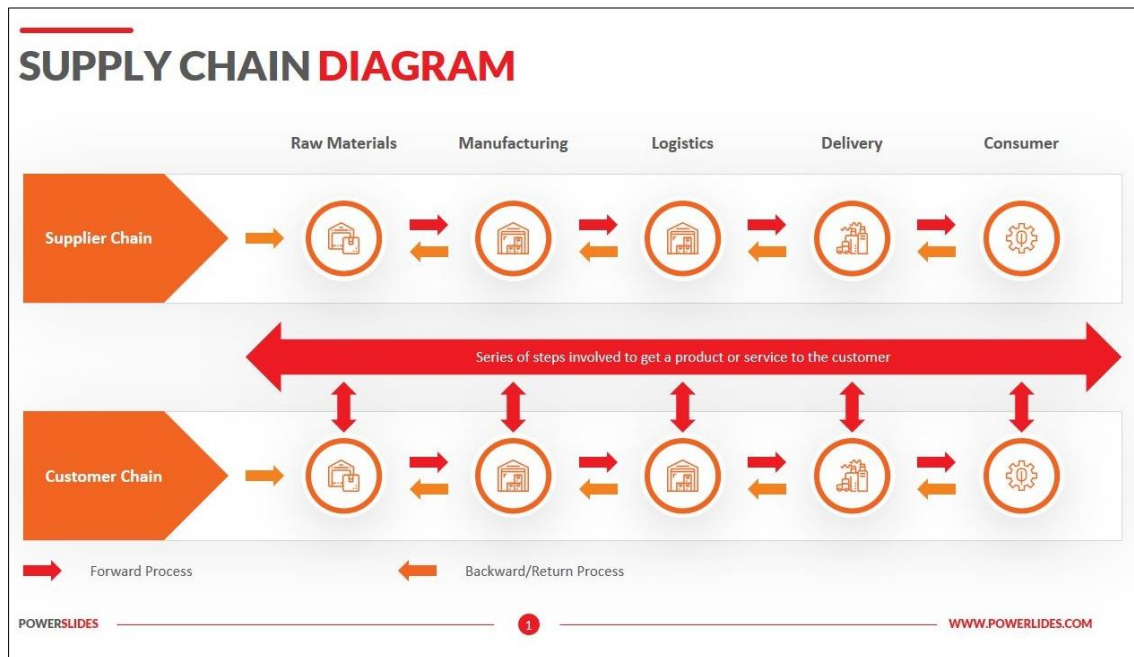 SUPPLY CHAIN DIAGRAM
Raw Materials Manufacturing Logistics Delivery Consumer
Supplier Chain
Series of steps involved to get a product or service to the customer
Customer Chain
Forward Process Backward/Return Process
POWERSLIDES 1 WWW.POWERLIDES.COM